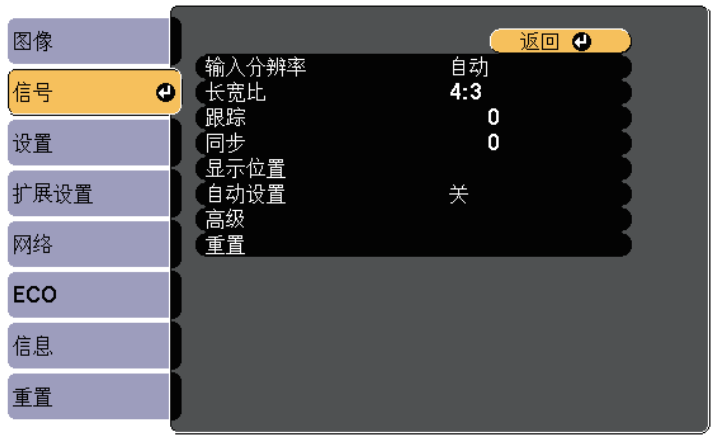 图像
信号
设置
扩展设置
网络
ECO
信息
重置
返回
输入分辨率 自动
长宽比 4:3
跟踪 0
同步 0
显示位置
自动设置 关
高级
重置